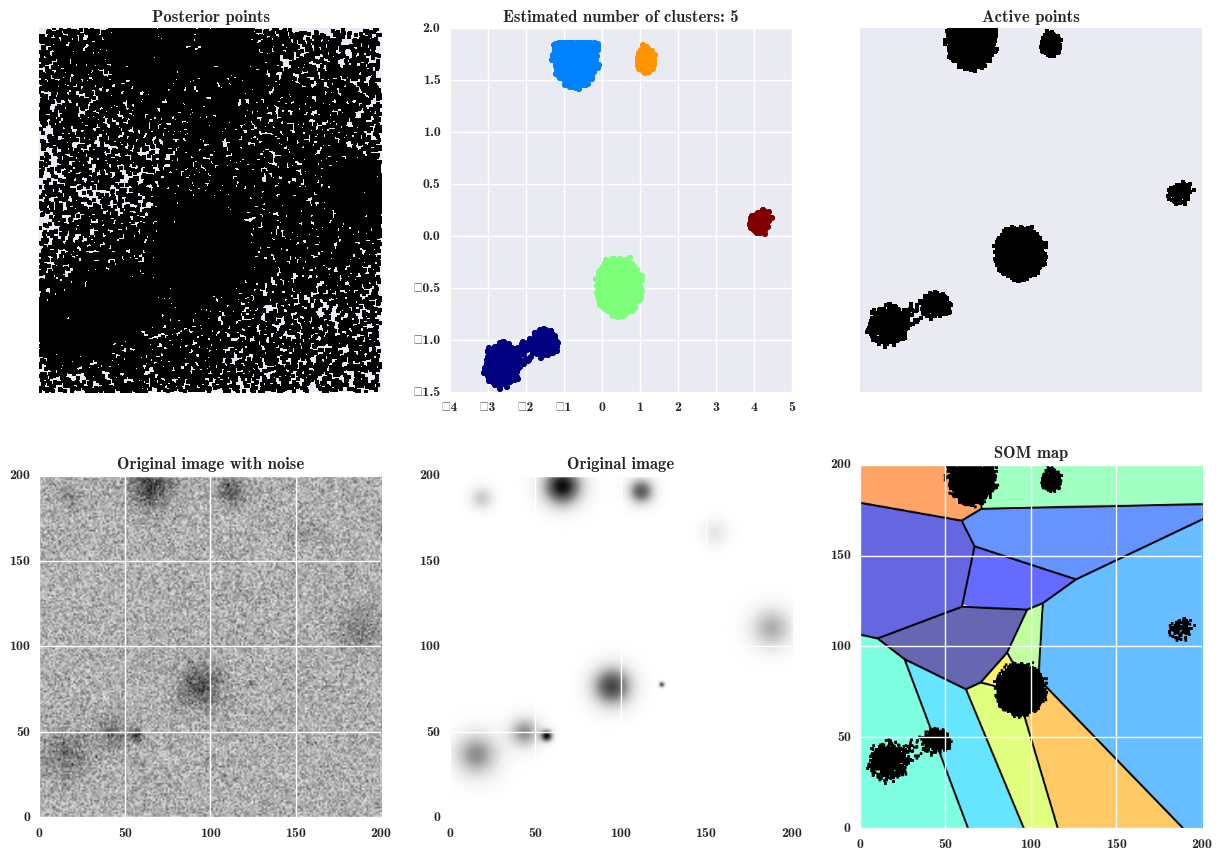 Posterior points
Estimated number of clusters: 5
Active points
2.0
1.5
1.0
0.5
0.0
□0.5
□1.0
□1.5
□4 □3 □2 □1 0 1 2 3 4 5
Original image with noise
Original image
SOM map
200
150
100
50
0
0 50 100 150 200
200
150
100
50
0
0 50 100 150 200
200
150
100
50
0
0 50 100 150 200